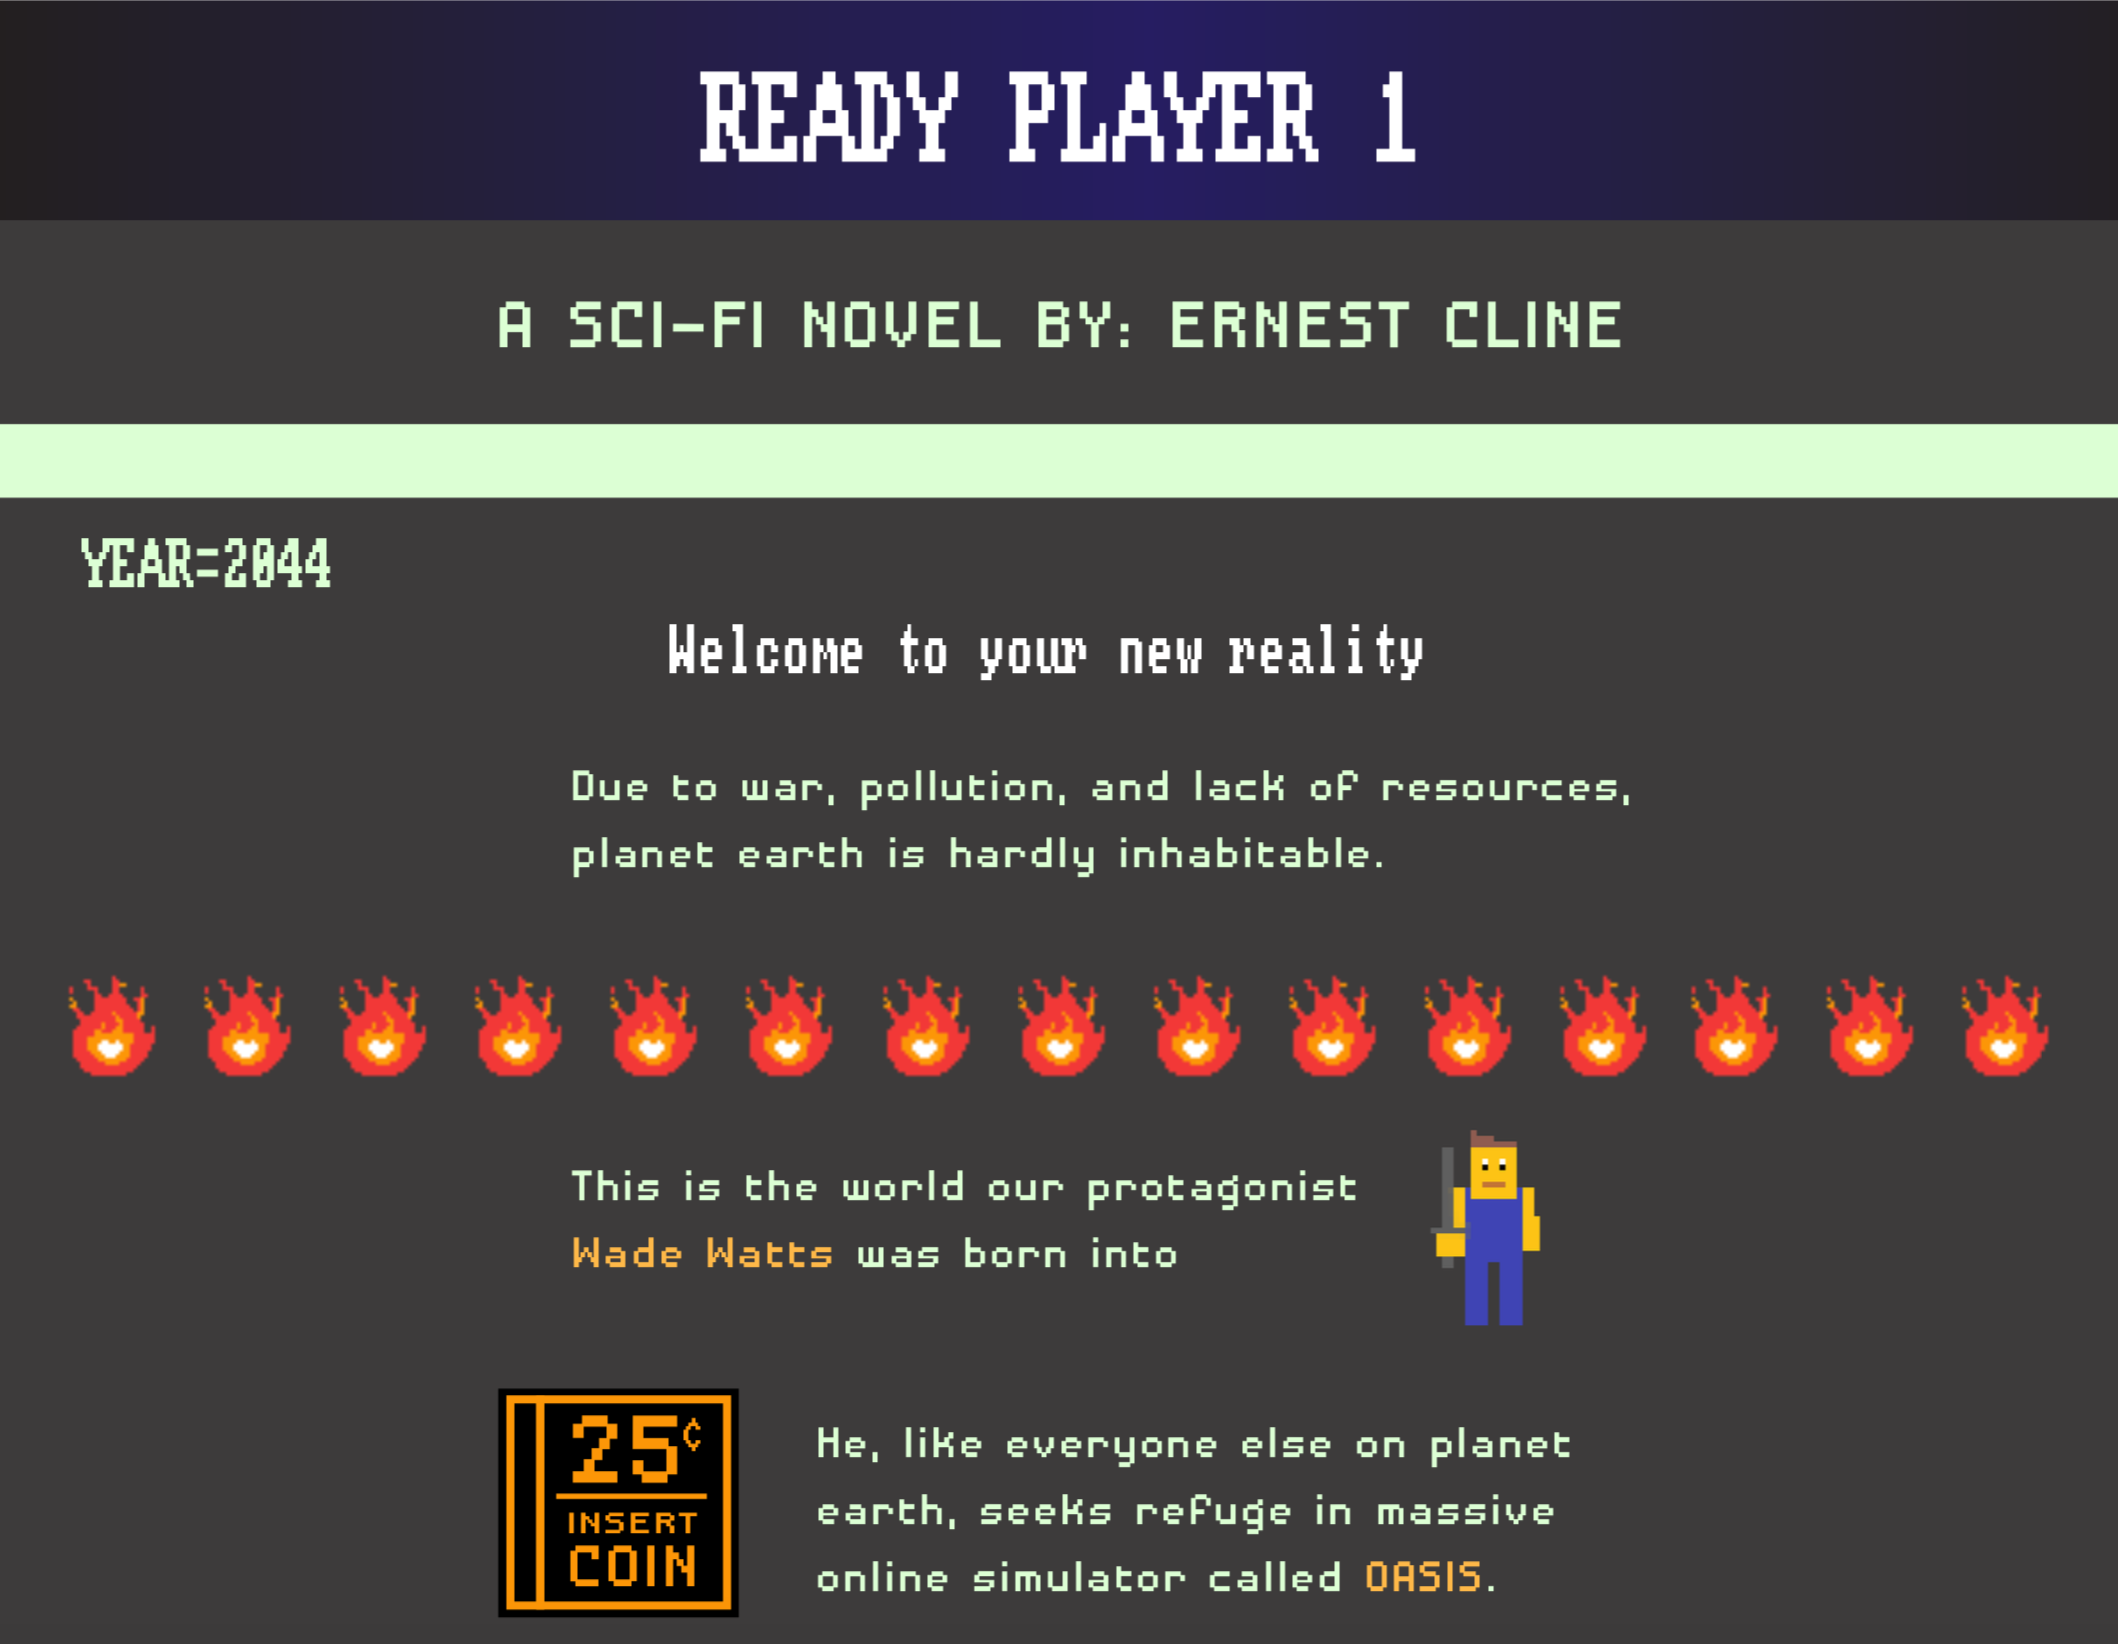 READY PLAYER 1
A SCI-FI NOVEL BY: ERNEST CLINE
YEAR=2044
Welcome to your new reality
Due to war, pollution, and lack of resources,
planet earth is hardly inhabitable.
This is the world our protagonist
Wade Watts was born into
25¢
INSERT
COIN
He, like everyone else on planet
earth, seeks refuge in massive
online simulator called OASIS.